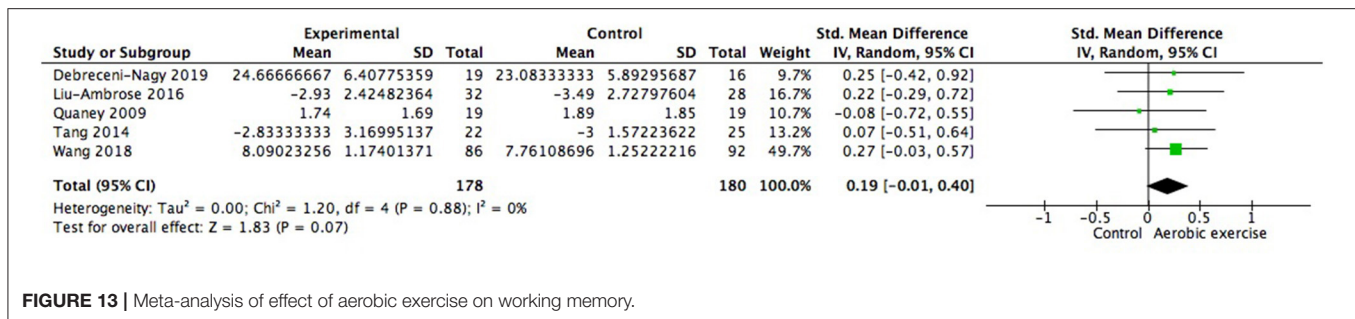 Experimental Control Std. Mean Difference Std. Mean Difference
Study or Subgroup Mean SD Total Mean SD Total Weight IV, Random, 95% CI IV, Random, 95% CI
Debreceni-Nagy 2019 24.66666667 6.40775359 19 23.08333333 5.89295687 16 9.7% 0.25 [-0.42, 0.92]
Liu-Ambrose 2016 -2.93 2.42482364 32 -3.49 2.72797604 28 16.7% 0.22 [-0.29, 0.72]
Quaney 2009 1.74 1.69 19 1.89 1.85 19 10.7% -0.08 [-0.72, 0.55]
Tang 2014 -2.83333333 3.16995137 22 -3 1.57223622 25 13.2% 0.07 [-0.51, 0.64]
Wang 2018 8.09023256 1.17401371 86 7.76108696 1.25222216 92 49.7% 0.27 [-0.03, 0.57]
Total (95% CI) 178 180 100.0% 0.19 [-0.01, 0.40]
Heterogeneity: Tau² = 0.00; Chi² = 1.20, df = 4 (P = 0.88); I² = 0%
Test for overall effect: Z = 1.83 (P = 0.07)
-1 -0.5 0 0.5 1
Control Aerobic exercise
FIGURE 13 | Meta-analysis of effect of aerobic exercise on working memory.